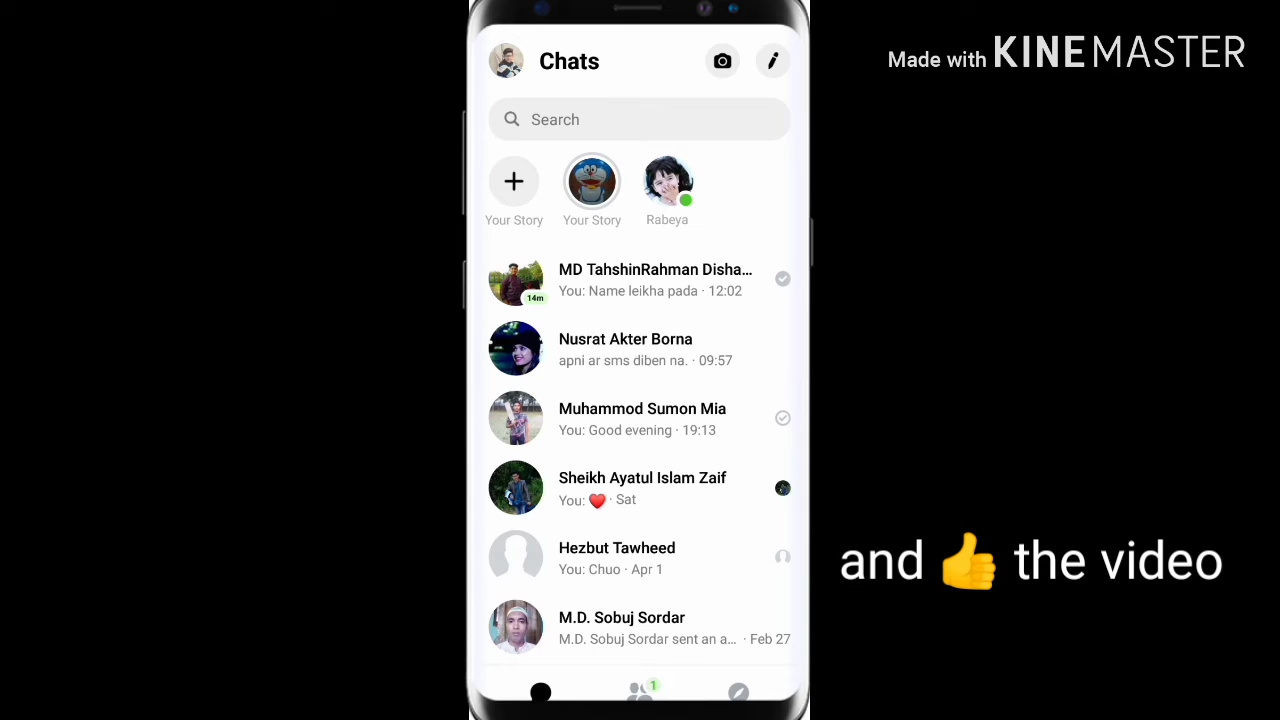 Made with KINEMASTER
Chats
Search
Your Story
Your Story
Rabeya
MD TahshinRahman Disha...
You: Name leikha pada · 12:02
14m
Nusrat Akter Borna
apni ar sms diben na. · 09:57
Muhammod Sumon Mia
You: Good evening · 19:13
Sheikh Ayatul Islam Zaif
You: ❤️ · Sat
Hezbut Tawheed
You: Chuo · Apr 1
M.D. Sobuj Sordar
M.D. Sobuj Sordar sent an a... · Feb 27
1
and 👍 the video